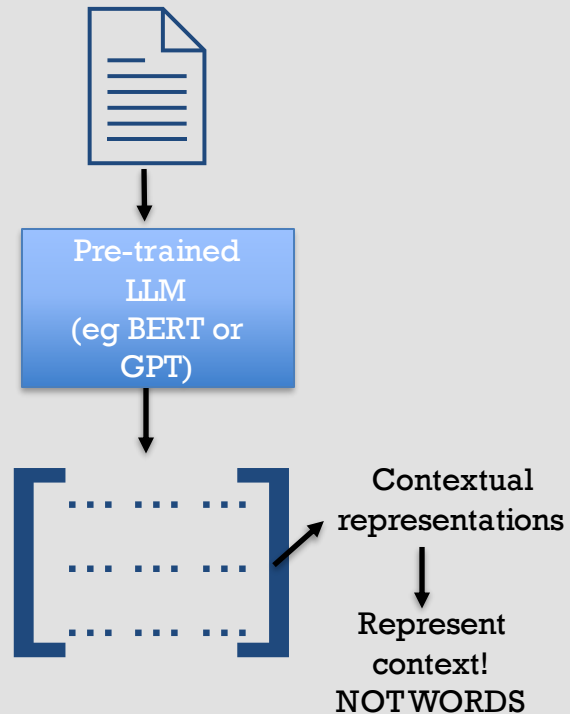 Pre-trained
LLM
(eg BERT or
GPT)
... ... ...
... ... ...
... ... ...
Contextual
representations
Represent
context!
NOT WORDS